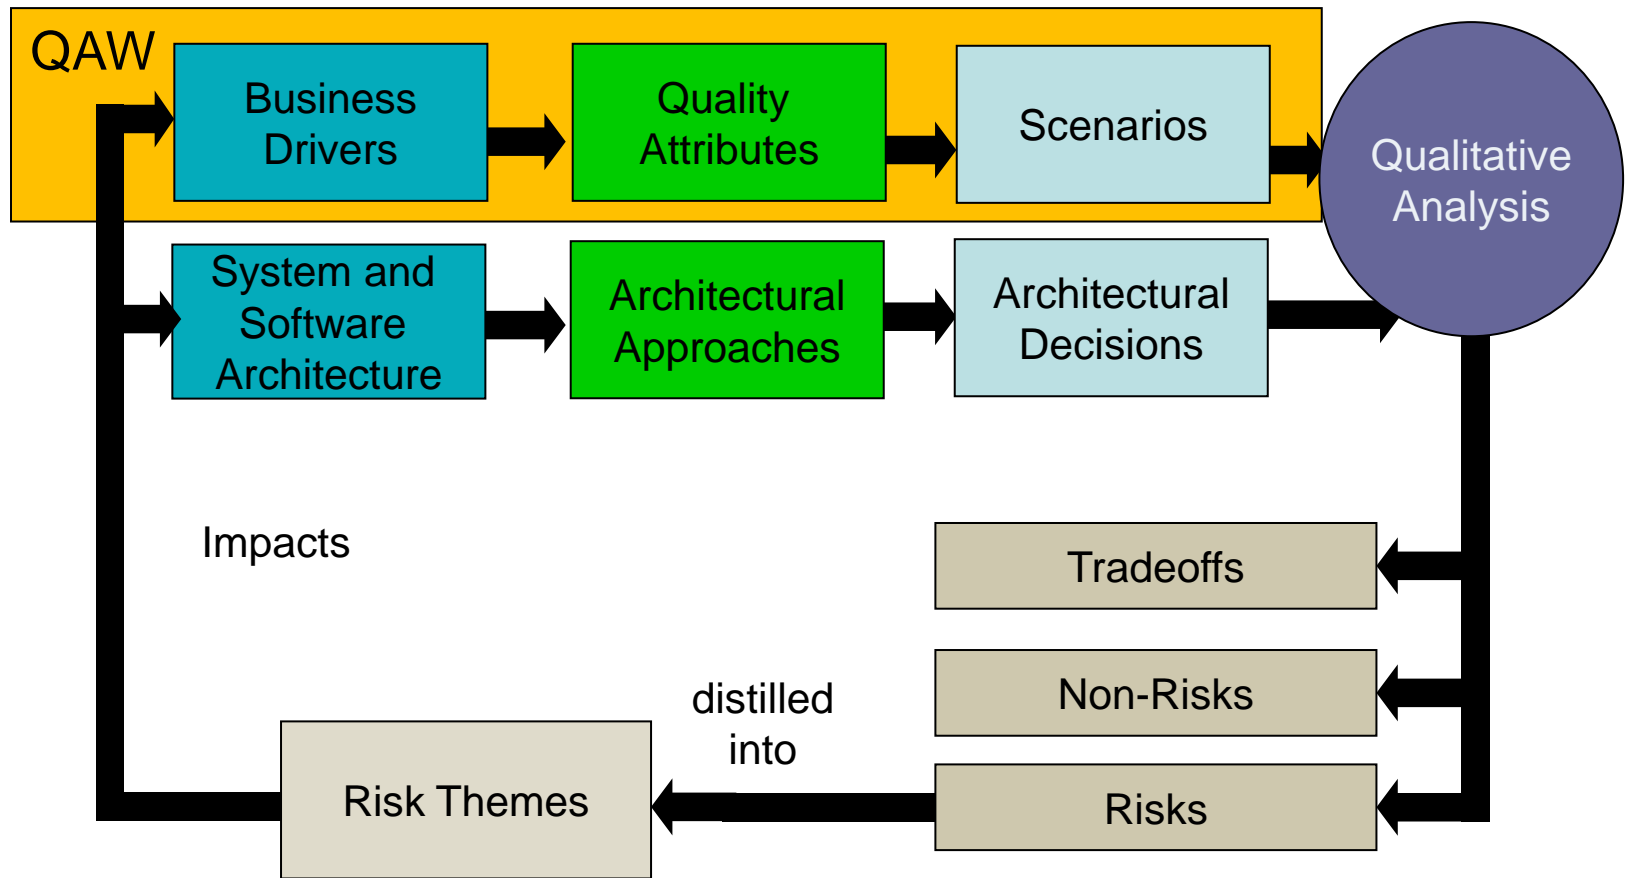 QAW
Business
Drivers
Quality
Attributes
Scenarios
Qualitative
Analysis
System and
Software
Architecture
Architectural
Approaches
Architectural
Decisions
Impacts
Tradeoffs
Non-Risks
distilled
into
Risk Themes
Risks